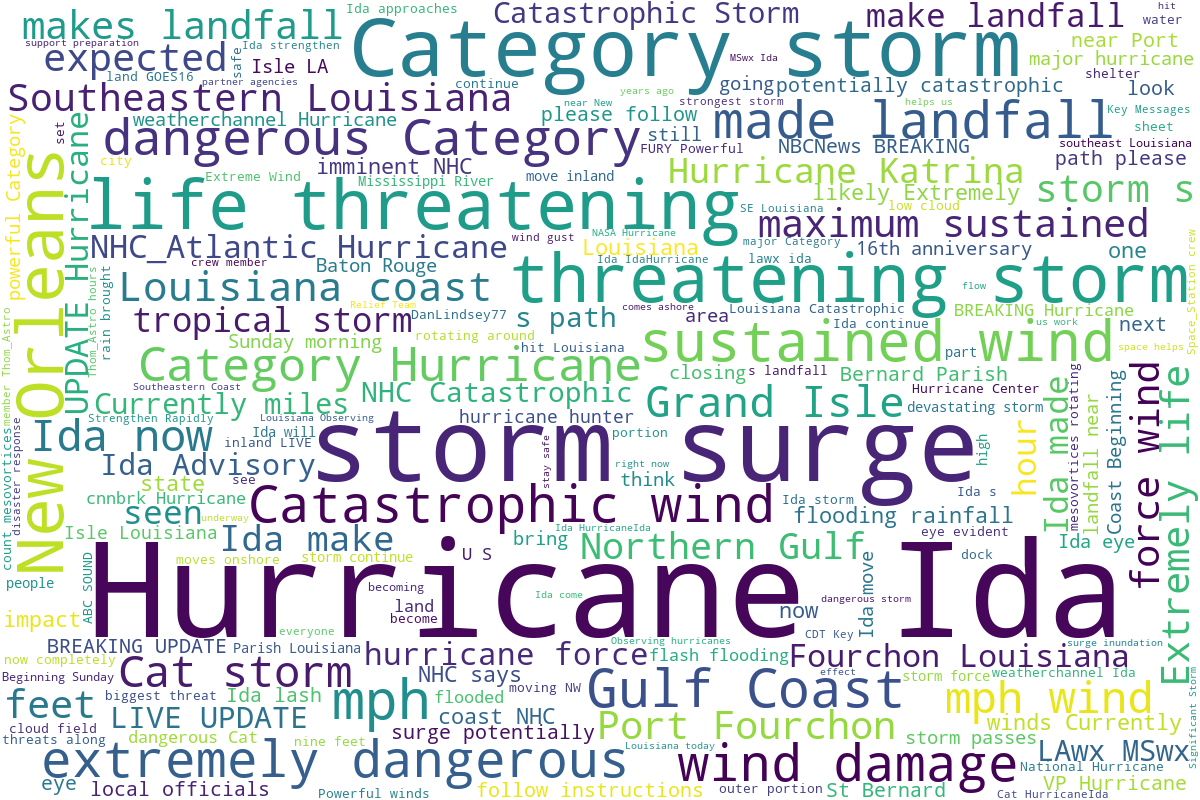 Ida approaches
Catastrophic Storm
make landfall
hit
water
makes landfall
Category storm
support preparation
expected
Ida strengthen
safe
Isle LA
MSwx Ida
near Port
major hurricane
land GOES16
partner agencies
continue
going
potentially catastrophic
shelter
look
Southeastern Louisiana
years ago
near New
strongest storm
helps us
Key Messages
weatherchannel Hurricane
please follow
made landfall
sheet
set
dangerous Category
still
FURY Powerful
NBCNews BREAKING
southeast Louisiana
path please
city
imminent NHC
Hurricane Katrina
Extreme Wind
Mississippi River
move inland
likely Extremely
storm s
life threatening
SE Louisiana
low cloud
maximum sustained
NASA Hurricane
NHC_Atlantic Hurricane
wind gust
Louisiana
major Category
16th anniversary
one
crew member
Baton Rouge
Ida IdaHurricane
lawx ida
Louisiana coast
threatening storm
flow
Relief Team
comes ashore
Louisiana Catastrophic
BREAKING Hurricane
tropical storm
DanLindsey77
s path
area
Ida continue
us work
next
Sunday morning
rotating around
sustained wind
hit Louisiana
part
space helps
Category Hurricane
closing
s landfall
Bernard Parish
Southeastern Coast
NHC Catastrophic
Grand Isle
Hurricane Center
Currently miles
Strengthen Rapidly
Louisiana Observing
hurricane hunter
devastating storm
Ida now
Ida will
inland LIVE
storm surge
portion
high
hour
Ida Advisory
see
stay safe
right now
state
think
cnnbrk Hurricane
Catastrophic wind
Ida storm
Ida s
seen
underway
flooding rainfall
Isle Louisiana
Ida make
Ida HurricaneIda
bring
eye evident
Ida eye
moves onshore
storm continue
U S
Northern Gulf
dock
people
Hurricane Ida
becoming
Ida come
dangerous storm
impact
land
become
now
everyone
CDT Key
BREAKING UPDATE
Parish Louisiana
Observing hurricanes
surge inundation
now completely
hurricane force
flash flooding
Fourchon Louisiana
Beginning Sunday
Cat storm
NHC says
effect
storm force
weatherchannel Ida
biggest threat
Ida lash
flooded
moving NW
Gulf Coast
feet
mph
mph wind
LIVE UPDATE
coast NHC
winds Currently
cloud field
Port Fourchon
threats along
dangerous Cat
nine feet
surge potentially
storm passes
extremely dangerous
Louisiana today
wind damage
LAwx MSwx
National Hurricane
eye
local officials
Powerful winds
follow instructions
outer portion
St Bernard
VP Hurricane
Cat HurricaneIda
powerful Category
member Thom_Astro
count mesovortices
disaster response
New Orleans
UPDATE Hurricane
Thom_Astro hours
rain brought
ABC SOUND
Ida move
Ida made
mesovortices rotating
landfall near
Coast Beginning
force wind
Extremely life
Space_Station crew
Significant Storm